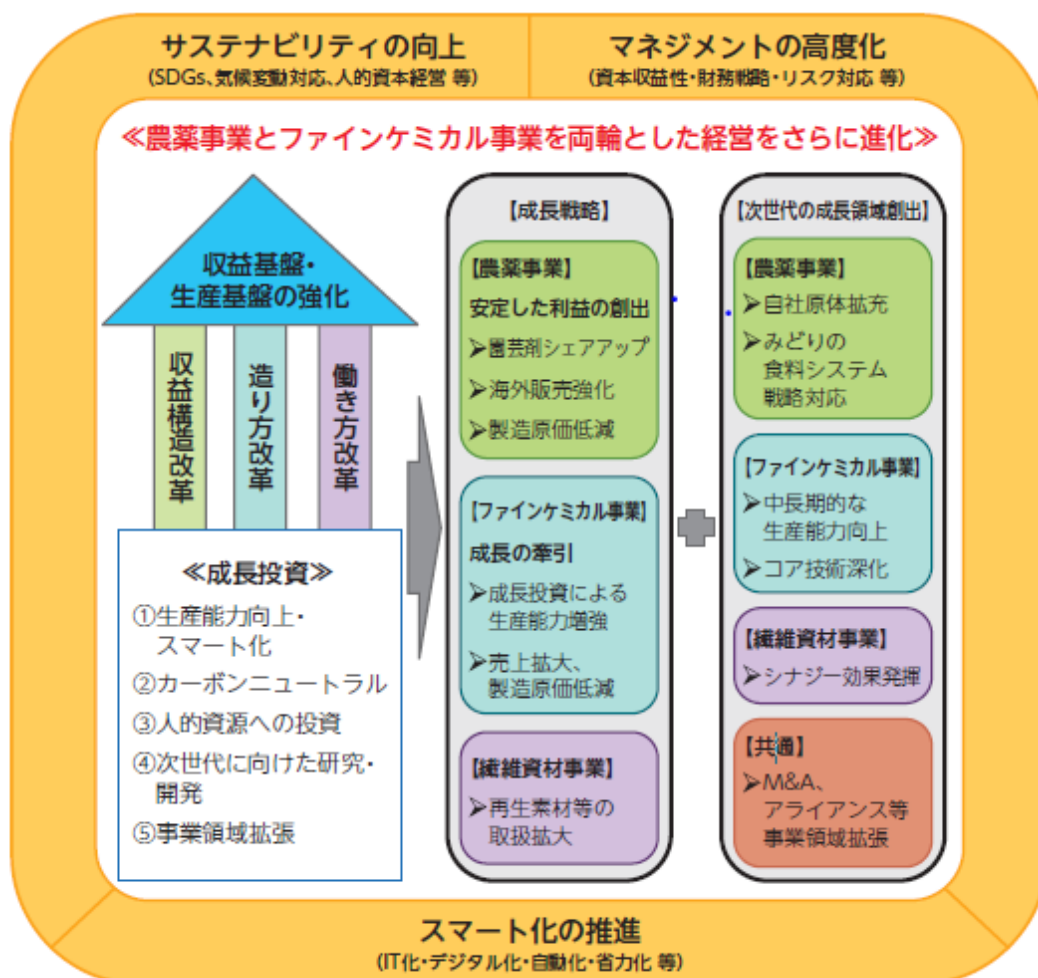 サステナビリティの向上
(SDGs、気候変動対応、人的資本経営 等)
マネジメントの高度化
(資本収益性・財務戦略・リスク対応 等)
≪農薬事業とファインケミカル事業を両輪とした経営をさらに進化≫
収益基盤・
生産基盤の強化
収益構造改革
造り方改革
働き方改革
≪成長投資≫
①生産能力向上・
スマート化
②カーボンニュートラル
③人的資源への投資
④次世代に向けた研究・
開発
⑤事業領域拡張
【成長戦略】
【農薬事業】
安定した利益の創出
➢園芸剤シェアアップ
➢海外販売強化
➢製造原価低減
【ファインケミカル事業】
成長の牽引
➢成長投資による
生産能力増強
➢売上拡大、
製造原価低減
【繊維資材事業】
➢再生素材等の
取扱拡大
【次世代の成長領域創出】
【農薬事業】
➢自社原体拡充
➢みどりの
食料システム
戦略対応
【ファインケミカル事業】
➢中長期的な
生産能力向上
➢コア技術深化
【繊維資材事業】
➢シナジー効果発揮
【共通】
➢M&A、
アライアンス等
事業領域拡張
スマート化の推進
(IT化・デジタル化・自動化・省力化 等)